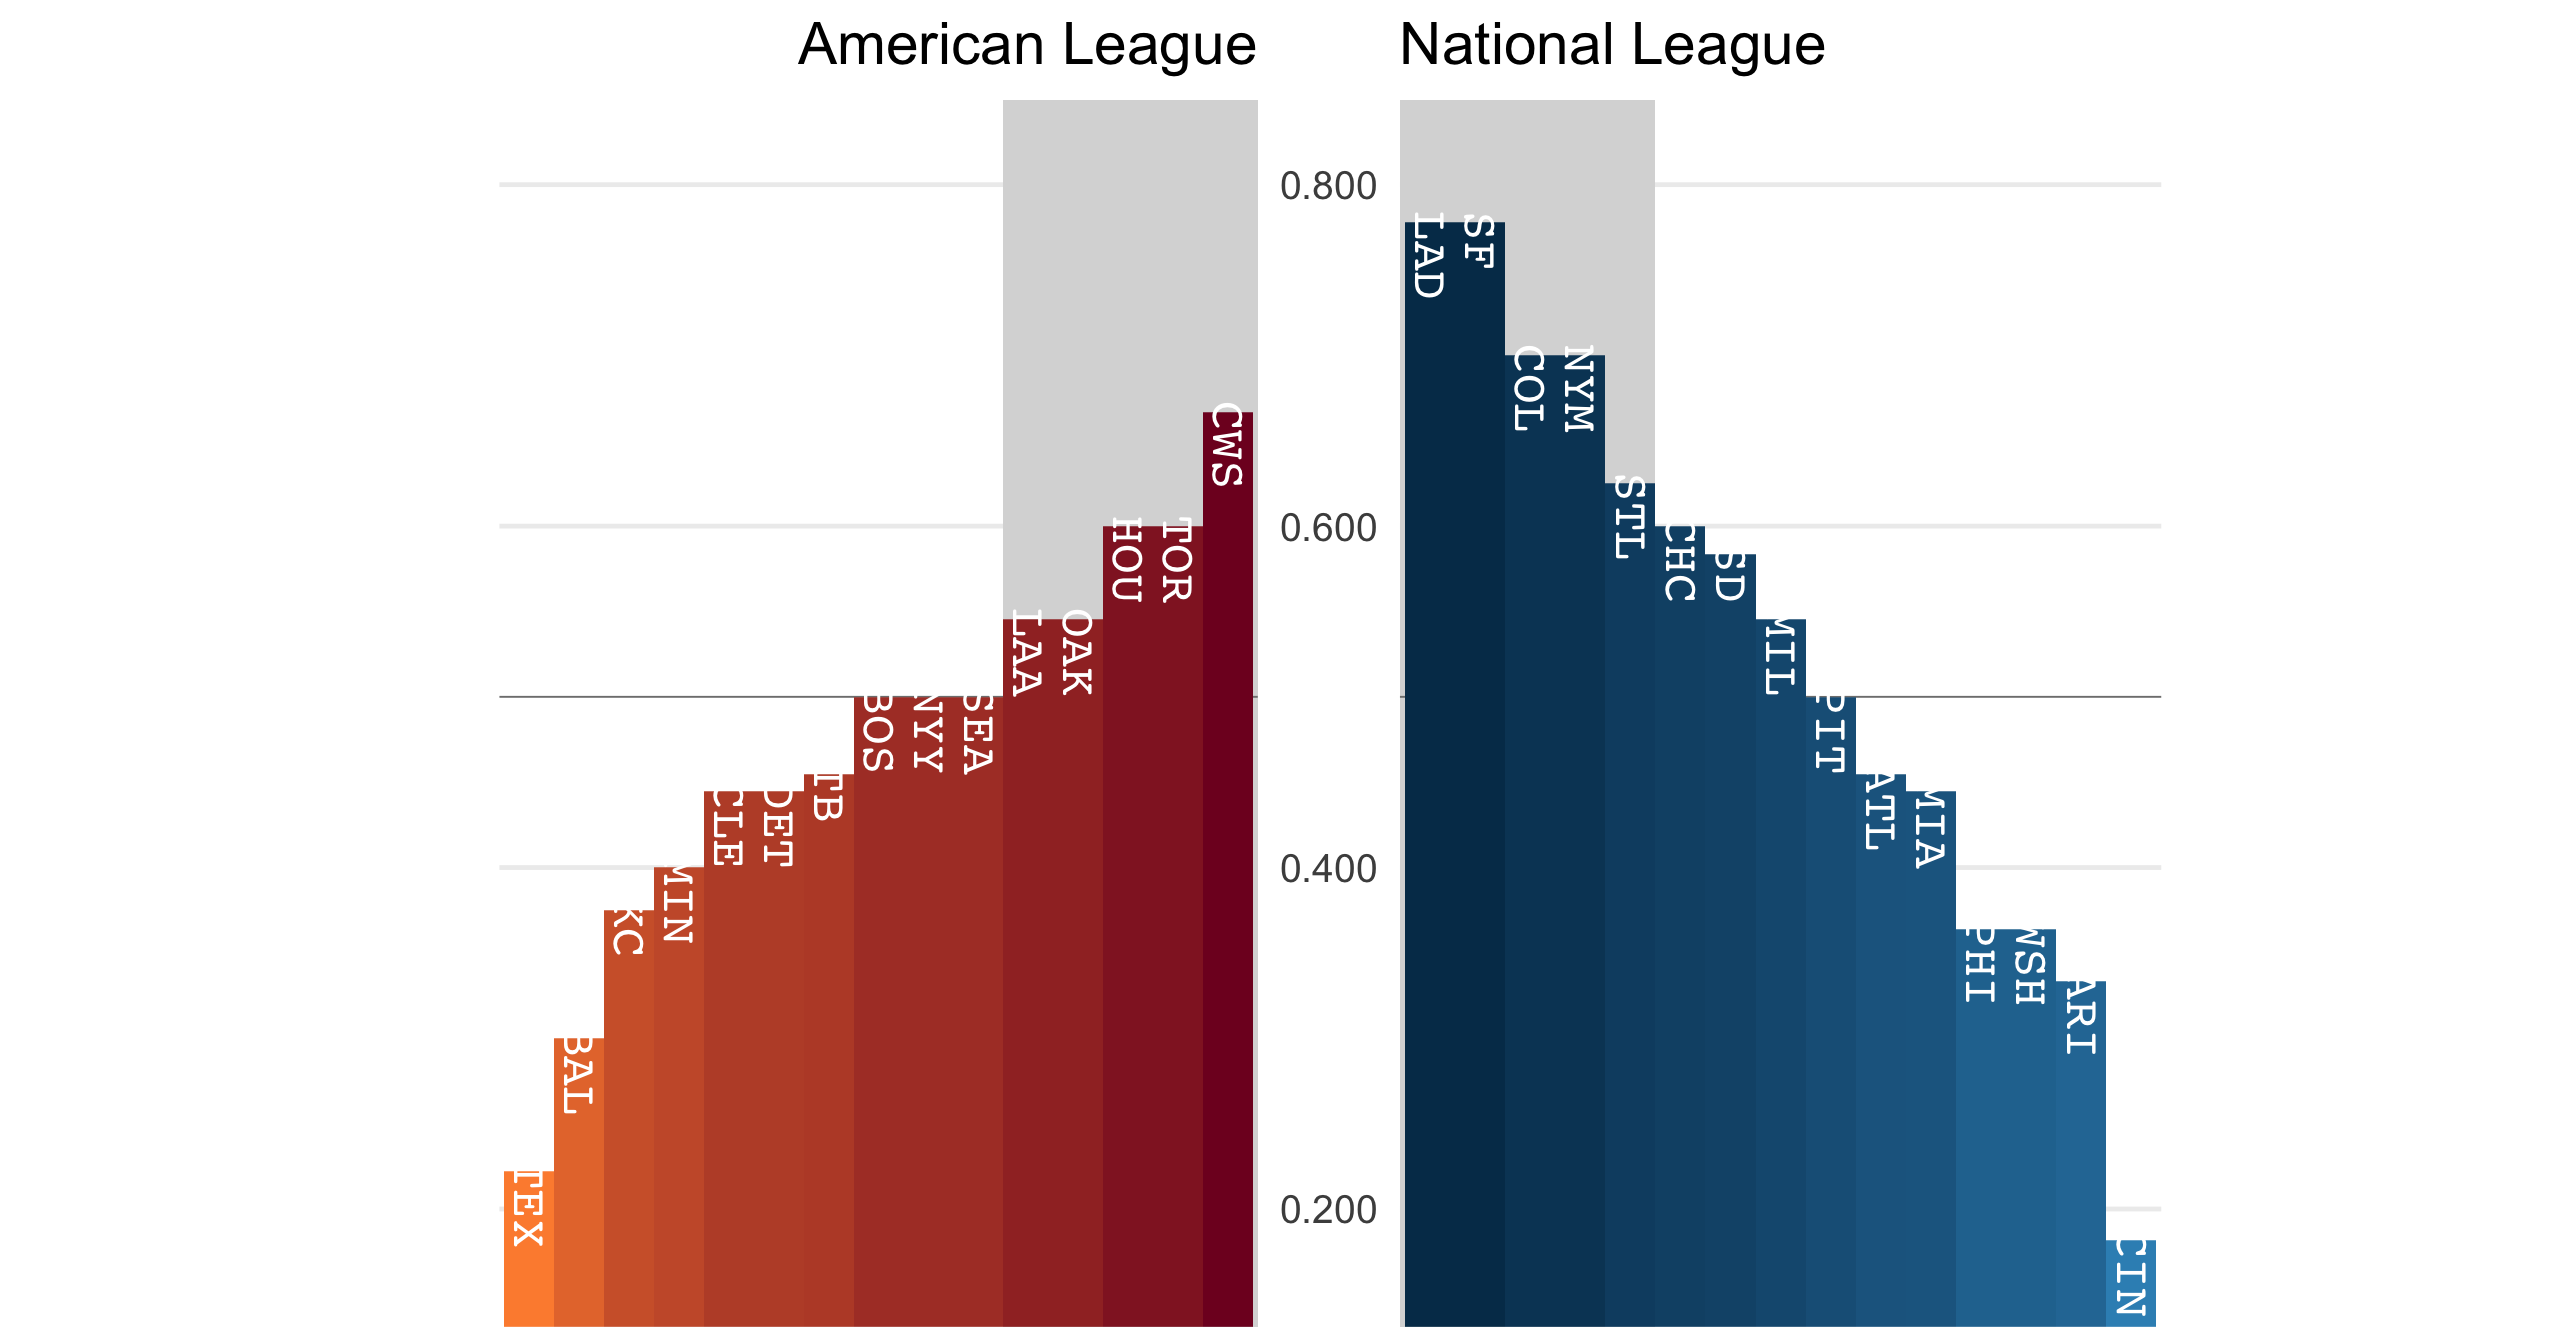 American League
National League
0.800
0.600
0.400
0.200
TEX
BAL
KC
MIN
CLE
DET
TB
BOS
NYY
SEA
LAA
OAK
HOU
TOR
CWS
LAD
SF
COL
NYM
STL
CHC
SD
MIL
PIT
ATL
MIA
PHI
WSH
ARI
CIN